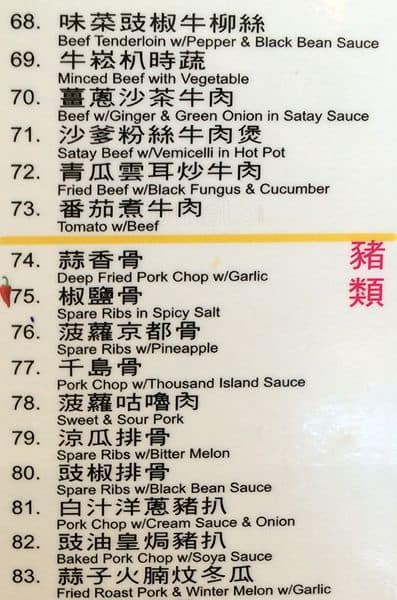 68. 味菜豉椒牛柳絲
Beef Tenderloin w/Pepper & Black Bean Sauce
69. 牛崧朳時蔬
Minced Beef with Vegetable
70. 薑蔥沙茶牛肉
Beef w/Ginger & Green Onion in Satay Sauce
71. 沙爹粉絲牛肉煲
Satay Beef w/Vemicelli in Hot Pot
72. 青瓜雲耳炒牛肉
Fried Beef w/Black Fungus & Cucumber
73. 番茄煮牛肉
Tomato w/Beef
豬類
74. 蒜香骨
Deep Fried Pork Chop w/Garlic
75. 椒鹽骨
Spare Ribs in Spicy Salt
76. 菠蘿京都骨
Spare Ribs w/Pineapple
77. 千島骨
Pork Chop w/Thousand Island Sauce
78. 菠蘿咕嚕肉
Sweet & Sour Pork
79. 涼瓜排骨
Spare Ribs w/Bitter Melon
80. 豉椒排骨
Spare Ribs w/Black Bean Sauce
81. 白汁洋蔥豬扒
Pork Chop w/Cream Sauce & Onion
82. 豉油皇焗豬扒
Baked Pork Chop w/Soya Sauce
83. 蒜子火腩炆冬瓜
Fried Roast Pork & Winter Melon w/Garlic